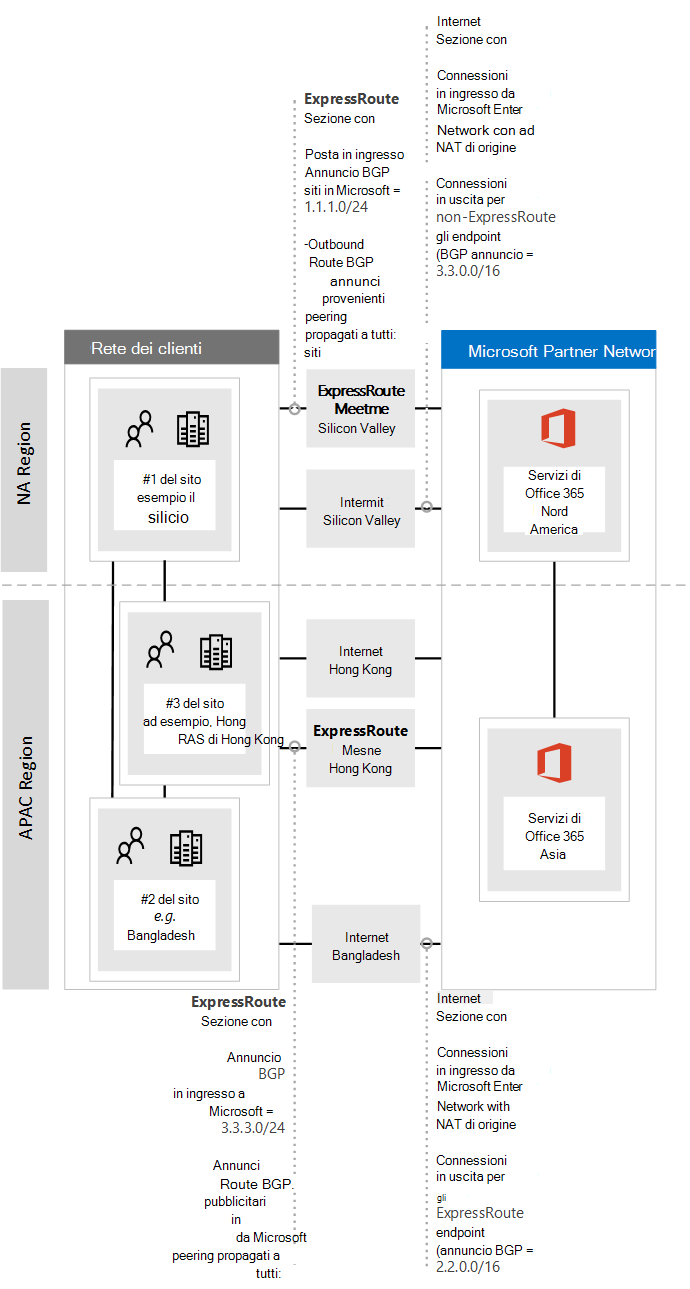 Internet
Sezione con
Connessioni
in ingresso da
Microsoft Enter
Network con ad
NAT di origine
Connessioni
in uscita per
non-ExpressRoute
gli endpoint
(BGP annuncio =
3.3.0.0/16
ExpressRoute
Sezione con
Posta in ingresso
Annuncio BGP
siti in Microsoft =
1.1.1.0/24
-Outbound
Route BGP
annunci
provenienti
peering
propagati a tutti:
siti
Rete dei clienti
Microsoft Partner Networ
NA Region
#1 del sito
esempio il
silicio
ExpressRoute
Meetme
Silicon Valley
Intermit
Silicon Valley
Servizi di
Office 365
Nord
America
APAC Region
#3 del sito
ad esempio, Hong
RAS di Hong Kong
Internet
Hong Kong
ExpressRoute
Mesne
Hong Kong
Servizi di
Office 365
Asia
#2 del sito
e.g.
Bangladesh
Internet
Bangladesh
ExpressRoute
Sezione con
Annuncio
BGP
in ingresso a
Microsoft =
3.3.3.0/24
Annunci
Route BGP.
pubblicitari
in
da Microsoft
peering propagati a
tutti:
Internet
Sezione con
Connessioni
in ingresso da
Microsoft Enter
Network with
NAT di origine
Connessioni
in uscita per
gli
ExpressRoute
endpoint
(annuncio BGP =
2.2.0.0/16